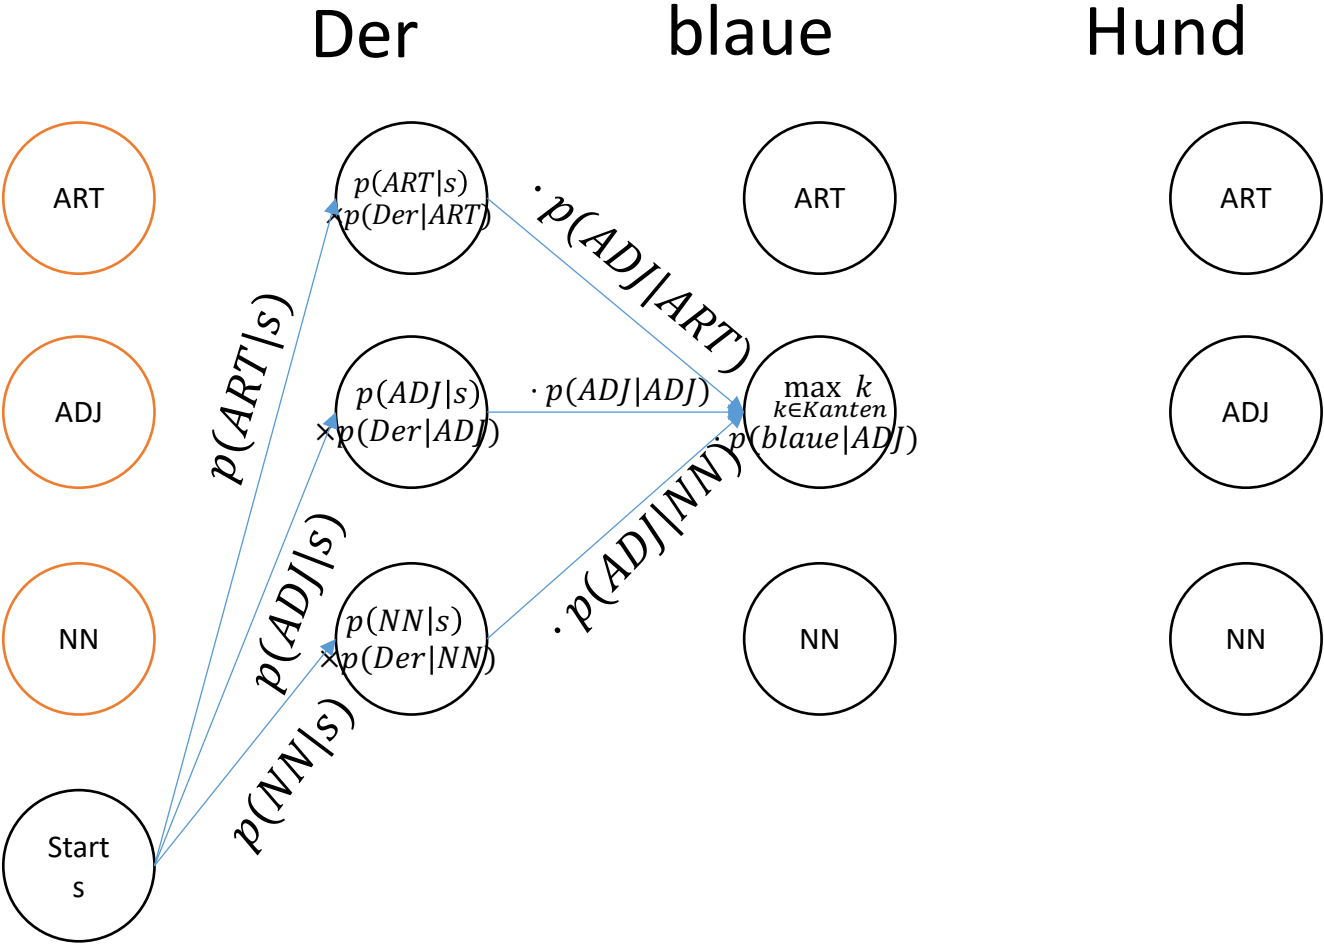 Der blaue Hund
ART
p(ART|s)
×p(Der|ART)
· p(ADJ|ART)
ART
ART
p(ART|s)
ADJ
p(ADJ|s)
×p(Der|ADJ)
· p(ADJ|ADJ)
max k
k∈Kanten
· p(blaue|ADJ)
ADJ
p(ADJ|s)
· p(ADJ|NN)
NN
p(NN|s)
×p(Der|NN)
NN
NN
p(NN|s)
Start
s